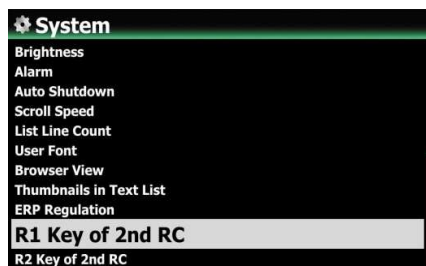 System
Brightness
Alarm
Auto Shutdown
Scroll Speed
List Line Count
User Font
Browser View
Thumbnails in Text List
ERP Regulation
R1 Key of 2nd RC
R2 Key of 2nd RC